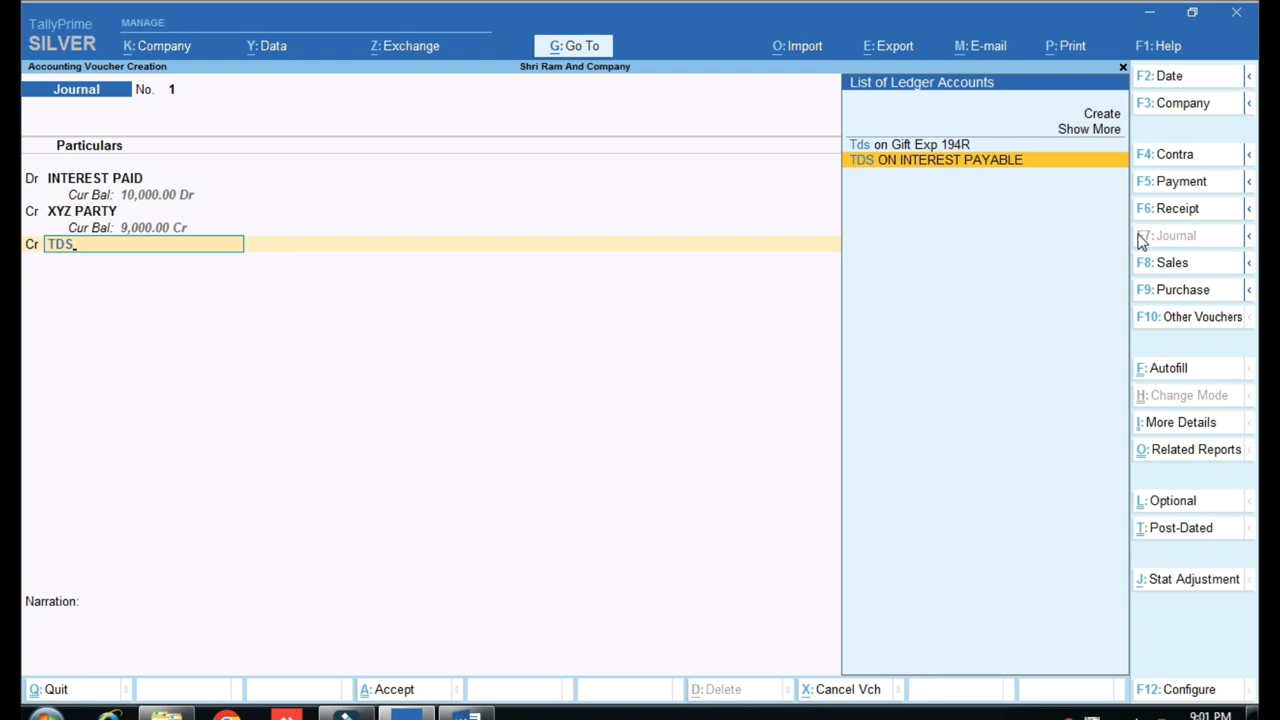 TallyPrime
MANAGE
SILVER
K: Company
Y: Data
Z: Exchange
G: Go To
O: Import
E: Export
M: E-mail
P: Print
F1: Help
Accounting Voucher Creation
Shri Ram And Company
Journal No. 1
Particulars
Dr INTEREST PAID
Cur Bal: 10,000.00 Dr
Cr XYZ PARTY
Cur Bal: 9,000.00 Cr
Cr TDS
Narration:
List of Ledger Accounts
Create
Show More
Tds on Gift Exp 194R
TDS ON INTEREST PAYABLE
F2: Date
F3: Company
F4: Contra
F5: Payment
F6: Receipt
F7: Journal
F8: Sales
F9: Purchase
F10: Other Vouchers
F: Autofill
H: Change Mode
I: More Details
O: Related Reports
L: Optional
T: Post-Dated
J: Stat Adjustment
Q: Quit
A: Accept
D: Delete
X: Cancel Vch
F12: Configure
9:01 PM